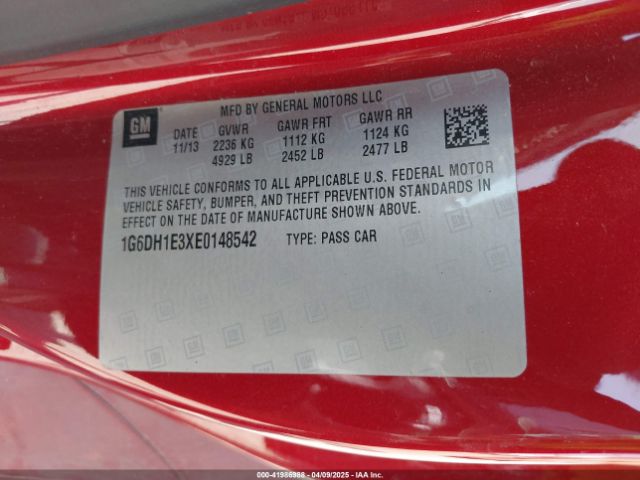 MFD BY GENERAL MOTORS LLC
GM
DATE GVWR GAWR FRT GAWR RR
11/13 2236 KG 1112 KG 1124 KG
4929 LB 2452 LB 2477 LB
THIS VEHICLE CONFORMS TO ALL APPLICABLE U.S. FEDERAL MOTOR
VEHICLE SAFETY, BUMPER, AND THEFT PREVENTION STANDARDS IN
EFFECT ON THE DATE OF MANUFACTURE SHOWN ABOVE.
1G6DH1E3XE0148542 TYPE: PASS CAR
000-41986988 - 04/09/2025 - IAA Inc.